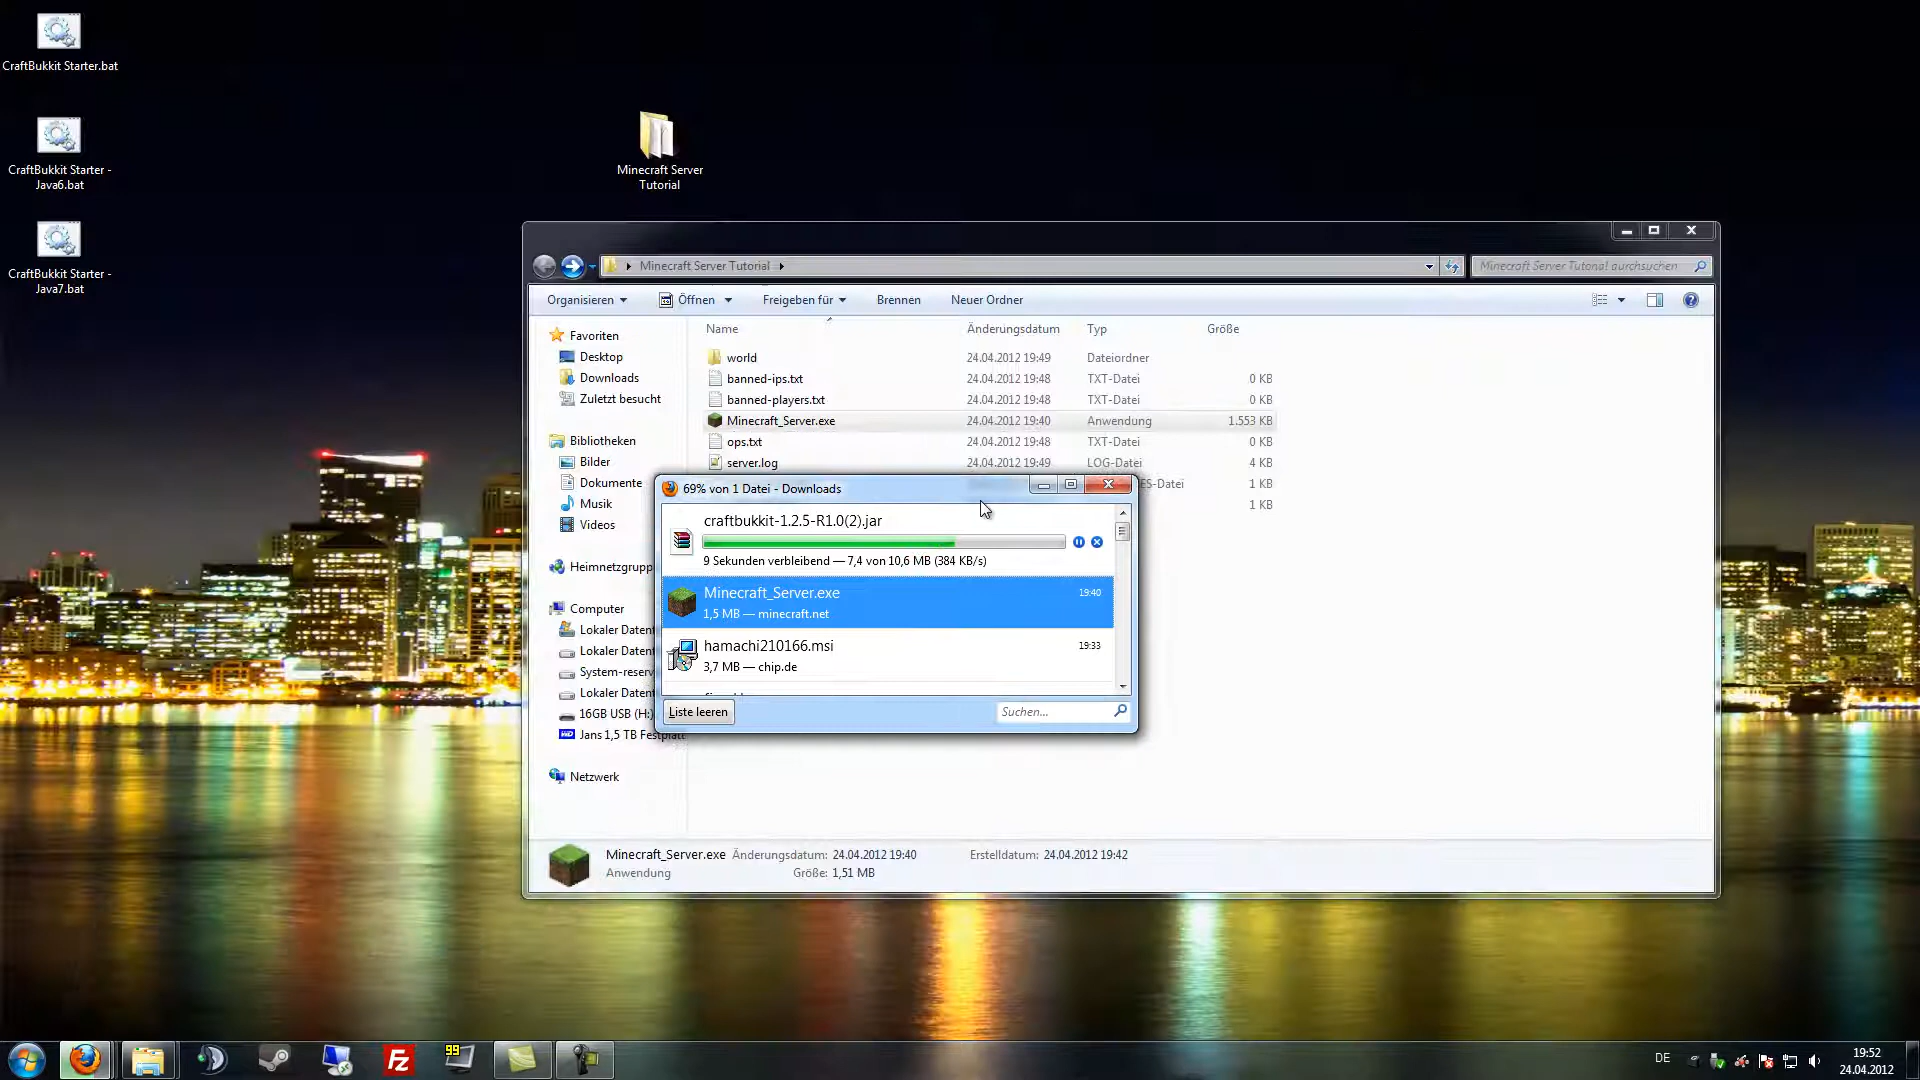 CraftBukkit Starter.bat
CraftBukkit Starter -
Java6.bat
CraftBukkit Starter -
Java7.bat
Minecraft Server
Tutorial
Minecraft Server Tutorial
Minecraft Server Tutorial durchsuchen
Organisieren
Öffnen
Freigeben für
Brennen
Neuer Ordner
Name Änderungsdatum Typ Größe
Favoriten
Desktop
Downloads
Zuletzt besucht
Bibliotheken
Bilder
Dokumente
Musik
Videos
Heimnetzgrupp
Computer
Lokaler Datent
Lokaler Datent
System-reserv
Lokaler Datent
16GB USB (H:)
Jans 1,5 TB Festplatt
Netzwerk
world 24.04.2012 19:49 Dateiordner
banned-ips.txt 24.04.2012 19:48 TXT-Datei 0 KB
banned-players.txt 24.04.2012 19:48 TXT-Datei 0 KB
Minecraft_Server.exe 24.04.2012 19:40 Anwendung 1.553 KB
ops.txt 24.04.2012 19:48 TXT-Datei 0 KB
server.log 24.04.2012 19:49 LOG-Datei 4 KB
ES-Datei 1 KB
1 KB
69% von 1 Datei - Downloads
craftbukkit-1.2.5-R1.0(2).jar
9 Sekunden verbleibend — 7,4 von 10,6 MB (384 KB/s)
Minecraft_Server.exe 19:40
1,5 MB — minecraft.net
hamachi210166.msi 19:33
3,7 MB — chip.de
Liste leeren
Suchen...
Minecraft_Server.exe Änderungsdatum: 24.04.2012 19:40 Erstelldatum: 24.04.2012 19:42
Anwendung Größe: 1,51 MB
99
DE
19:52
24.04.2012